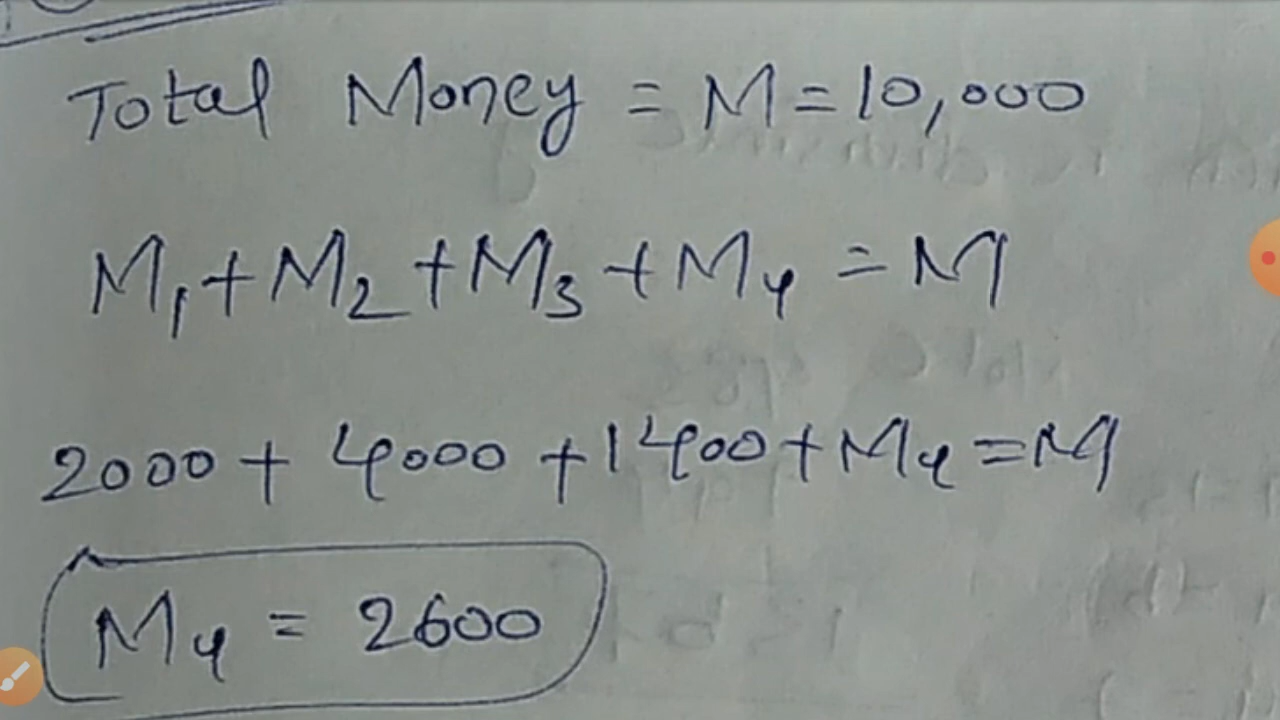 Total Money = M = 10,000
M₁ + M₂ + M₃ + M₄ = M
2000 + 4000 + 1400 + M₄ = M
M₄ = 2600